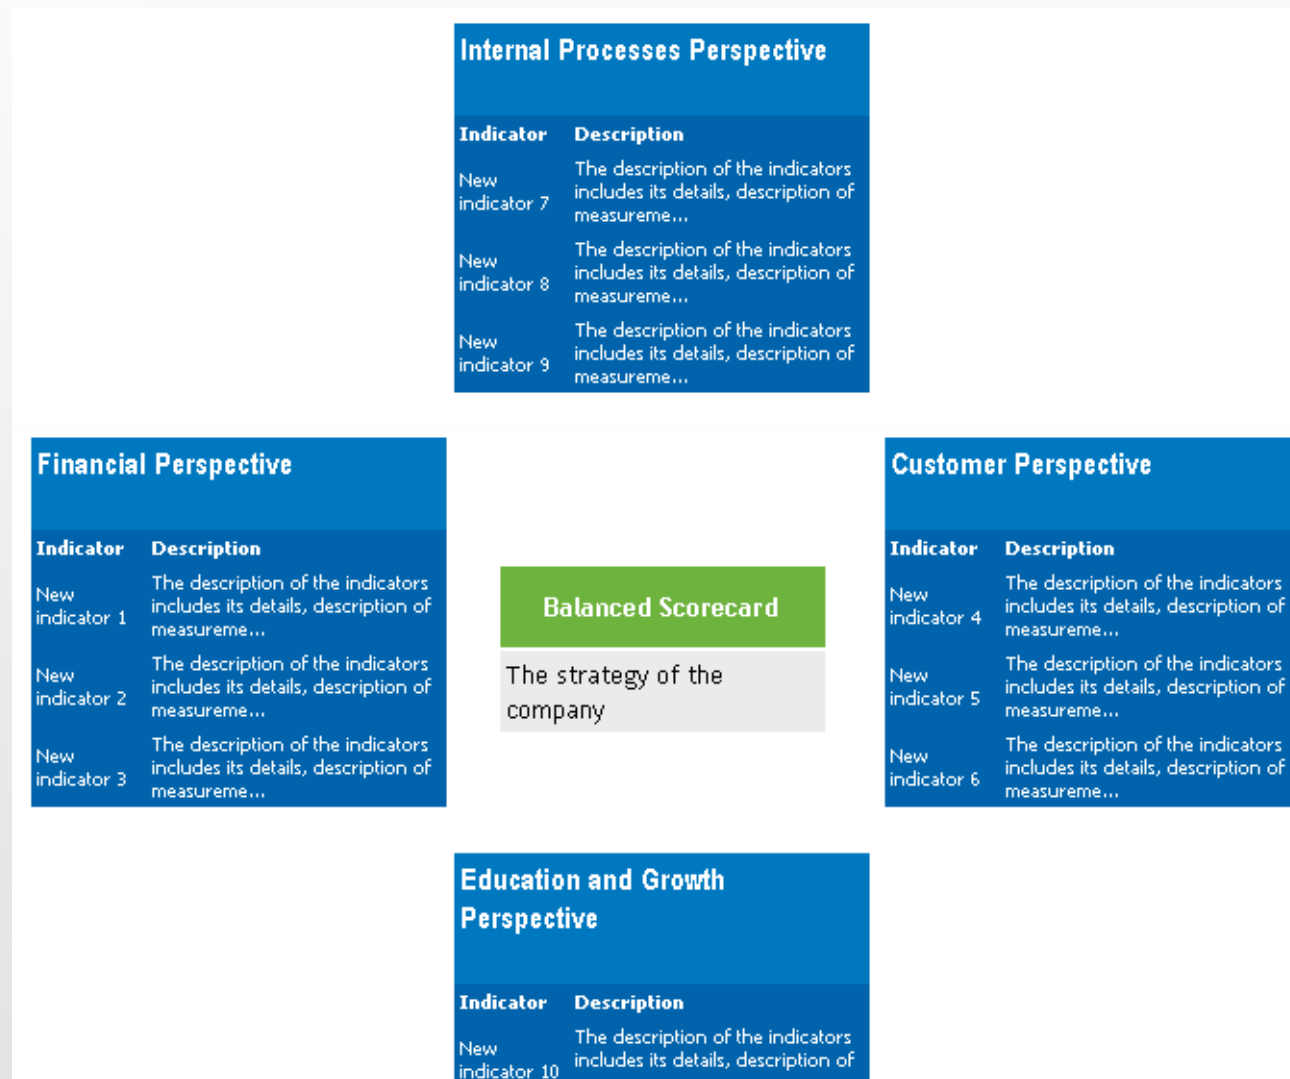 Internal Processes Perspective
Indicator Description
New indicator 7
The description of the indicators
includes its details, description of
measureme...
New indicator 8
The description of the indicators
includes its details, description of
measureme...
New indicator 9
The description of the indicators
includes its details, description of
measureme...
Financial Perspective
Indicator Description
New indicator 1
The description of the indicators
includes its details, description of
measureme...
New indicator 2
The description of the indicators
includes its details, description of
measureme...
New indicator 3
The description of the indicators
includes its details, description of
measureme...
Balanced Scorecard
The strategy of the
company
Customer Perspective
Indicator Description
New indicator 4
The description of the indicators
includes its details, description of
measureme...
New indicator 5
The description of the indicators
includes its details, description of
measureme...
New indicator 6
The description of the indicators
includes its details, description of
measureme...
Education and Growth
Perspective
Indicator Description
New indicator 10
The description of the indicators
includes its details, description of